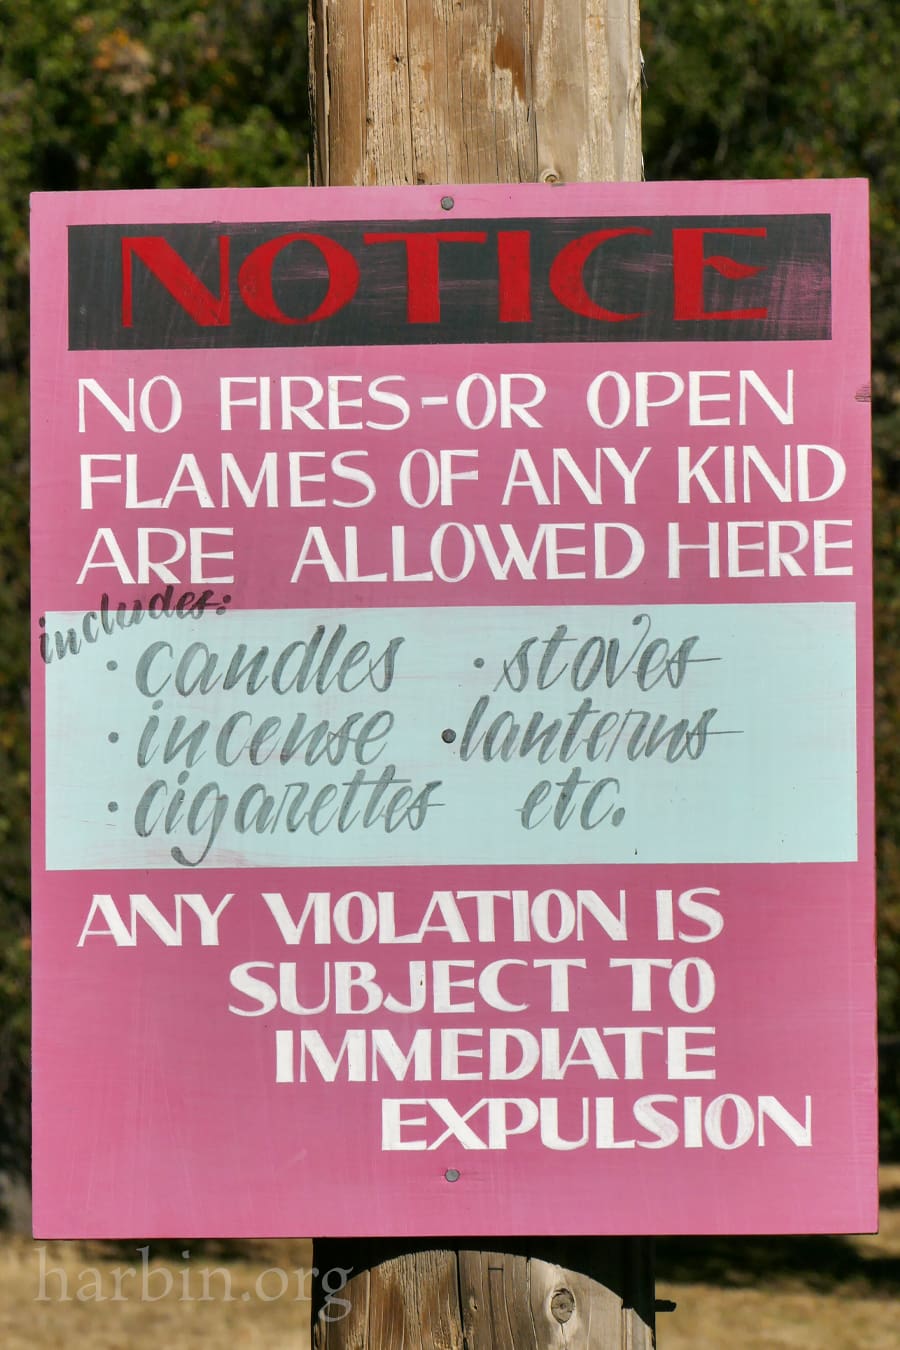 NOTICE
NO FIRES-OR OPEN
FLAMES OF ANY KIND
ARE ALLOWED HERE
includes:
· candles · stoves
· incense · lanterns
· cigarettes etc.
ANY VIOLATION IS
SUBJECT TO
IMMEDIATE
EXPULSION
harbin.org